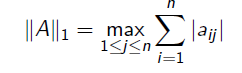 ‖A‖₁ = max_{1≤j≤n} ∑_{i=1}^{n} |a_{ij}|